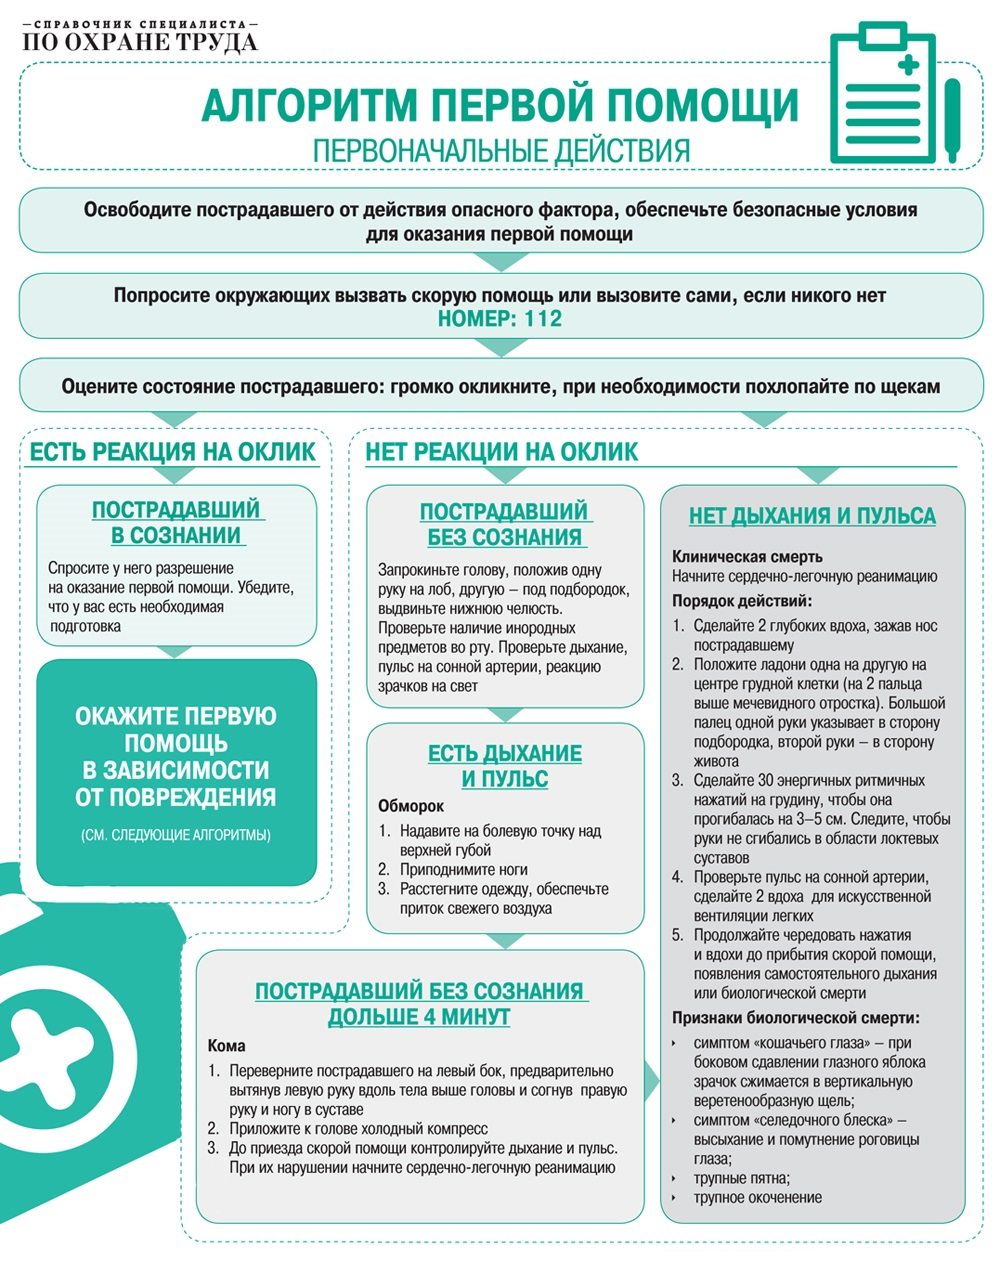 СПРАВОЧНИК СПЕЦИАЛИСТА
ПО ОХРАНЕ ТРУДА
АЛГОРИТМ ПЕРВОЙ ПОМОЩИ
ПЕРВОНАЧАЛЬНЫЕ ДЕЙСТВИЯ
Освободите пострадавшего от действия опасного фактора, обеспечьте безопасные условия
для оказания первой помощи
Попросите окружающих вызвать скорую помощь или вызовите сами, если никого нет
НОМЕР: 112
Оцените состояние пострадавшего: громко окликните, при необходимости похлопайте по щекам
ЕСТЬ РЕАКЦИЯ НА ОКЛИК
ПОСТРАДАВШИЙ
В СОЗНАНИИ
Спросите у него разрешение
на оказание первой помощи. Убедите,
что у вас есть необходимая
подготовка
ОКАЖИТЕ ПЕРВУЮ
ПОМОЩЬ
В ЗАВИСИМОСТИ
ОТ ПОВРЕЖДЕНИЯ
(СМ. СЛЕДУЮЩИЕ АЛГОРИТМЫ)
НЕТ РЕАКЦИИ НА ОКЛИК
ПОСТРАДАВШИЙ
БЕЗ СОЗНАНИЯ
Запрокиньте голову, положив одну
руку на лоб, другую – под подбородок,
выдвиньте нижнюю челюсть.
Проверьте наличие инородных
предметов во рту. Проверьте дыхание,
пульс на сонной артерии, реакцию
зрачков на свет
ЕСТЬ ДЫХАНИЕ
И ПУЛЬС
Обморок
1. Надавите на болевую точку над
верхней губой
2. Приподнимите ноги
3. Расстегните одежду, обеспечьте
приток свежего воздуха
ПОСТРАДАВШИЙ БЕЗ СОЗНАНИЯ
ДОЛЬШЕ 4 МИНУТ
Кома
1. Переверните пострадавшего на левый бок, предварительно
вытянув левую руку вдоль тела выше головы и согнув правую
руку и ногу в суставе
2. Приложите к голове холодный компресс
3. До приезда скорой помощи контролируйте дыхание и пульс.
При их нарушении начните сердечно-легочную реанимацию
НЕТ ДЫХАНИЯ И ПУЛЬСА
Клиническая смерть
Начните сердечно-легочную реанимацию
Порядок действий:
1. Сделайте 2 глубоких вдоха, зажав нос
пострадавшему
2. Положите ладони одна на другую на
центре грудной клетки (на 2 пальца
выше мечевидного отростка). Большой
палец одной руки указывает в сторону
подбородка, второй руки – в сторону
живота
3. Сделайте 30 энергичных ритмичных
нажатий на грудину, чтобы она
прогибалась на 3–5 см. Следите, чтобы
руки не сгибались в области локтевых
суставов
4. Проверьте пульс на сонной артерии,
сделайте 2 вдоха для искусственной
вентиляции легких
5. Продолжайте чередовать нажатия
и вдохи до прибытия скорой помощи,
появления самостоятельного дыхания
или биологической смерти
Признаки биологической смерти:
‣ симптом «кошачьего глаза» – при
боковом сдавлении глазного яблока
зрачок сжимается в вертикальную
веретенообразную щель;
‣ симптом «селедочного блеска» –
высыхание и помутнение роговицы
глаза;
‣ трупные пятна;
‣ трупное окоченение